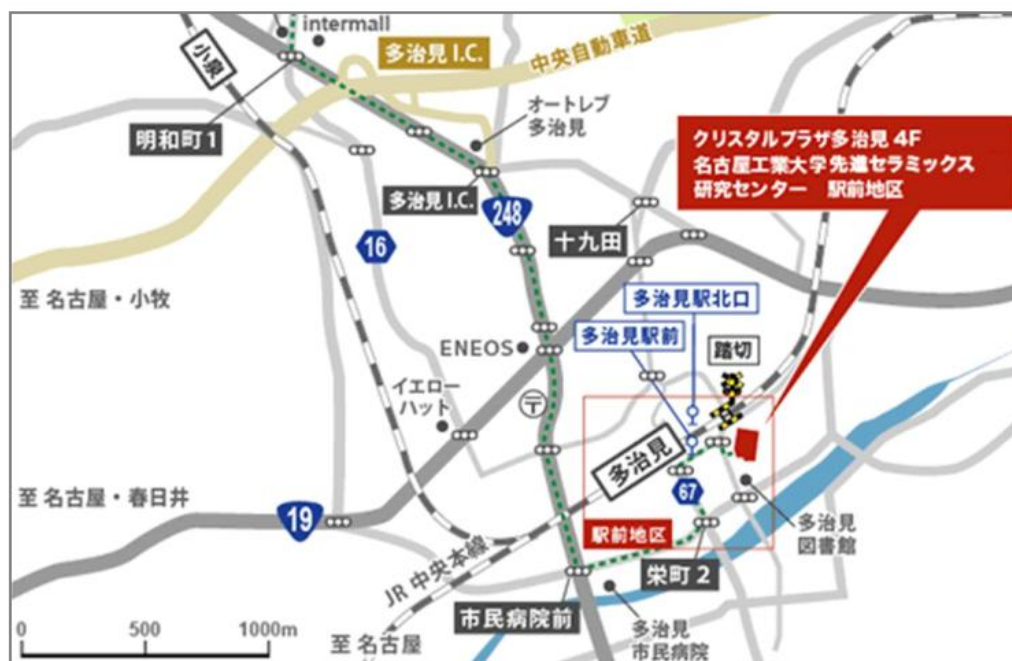 intermall
小泉
多治見 I.C.
中央自動車道
オートレブ
多治見
明和町 1
クリスタルプラザ多治見 4F
名古屋工業大学先進セラミックス
研究センター 駅前地区
多治見 I.C.
248
十九田
16
至 名古屋・小牧
多治見駅北口
多治見駅前
踏切
ENEOS
イエロー
ハット
〒
多治見
至 名古屋・春日井
19
67
多治見
図書館
駅前地区
JR 中央本線
栄町 2
市民病院前
多治見
市民病院
至 名古屋
0 500 1000m